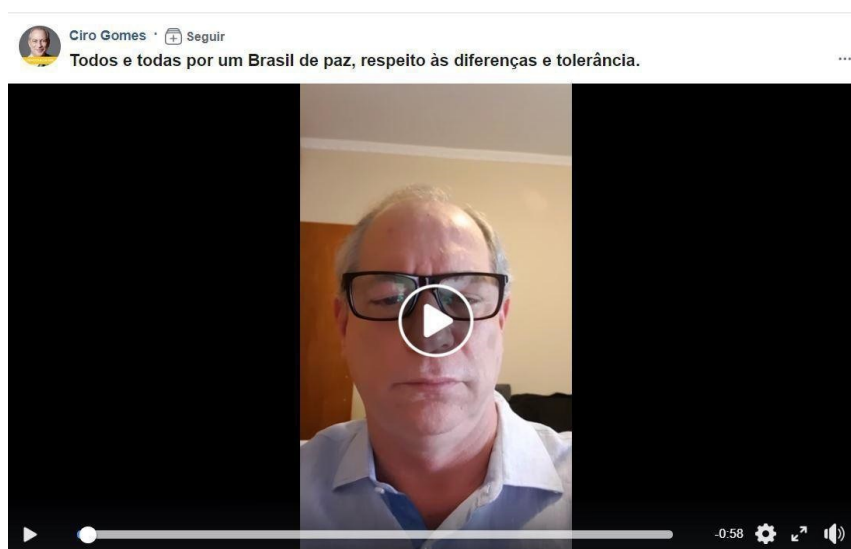 Ciro Gomes · Seguir
Todos e todas por um Brasil de paz, respeito às diferenças e tolerância.
-0:58